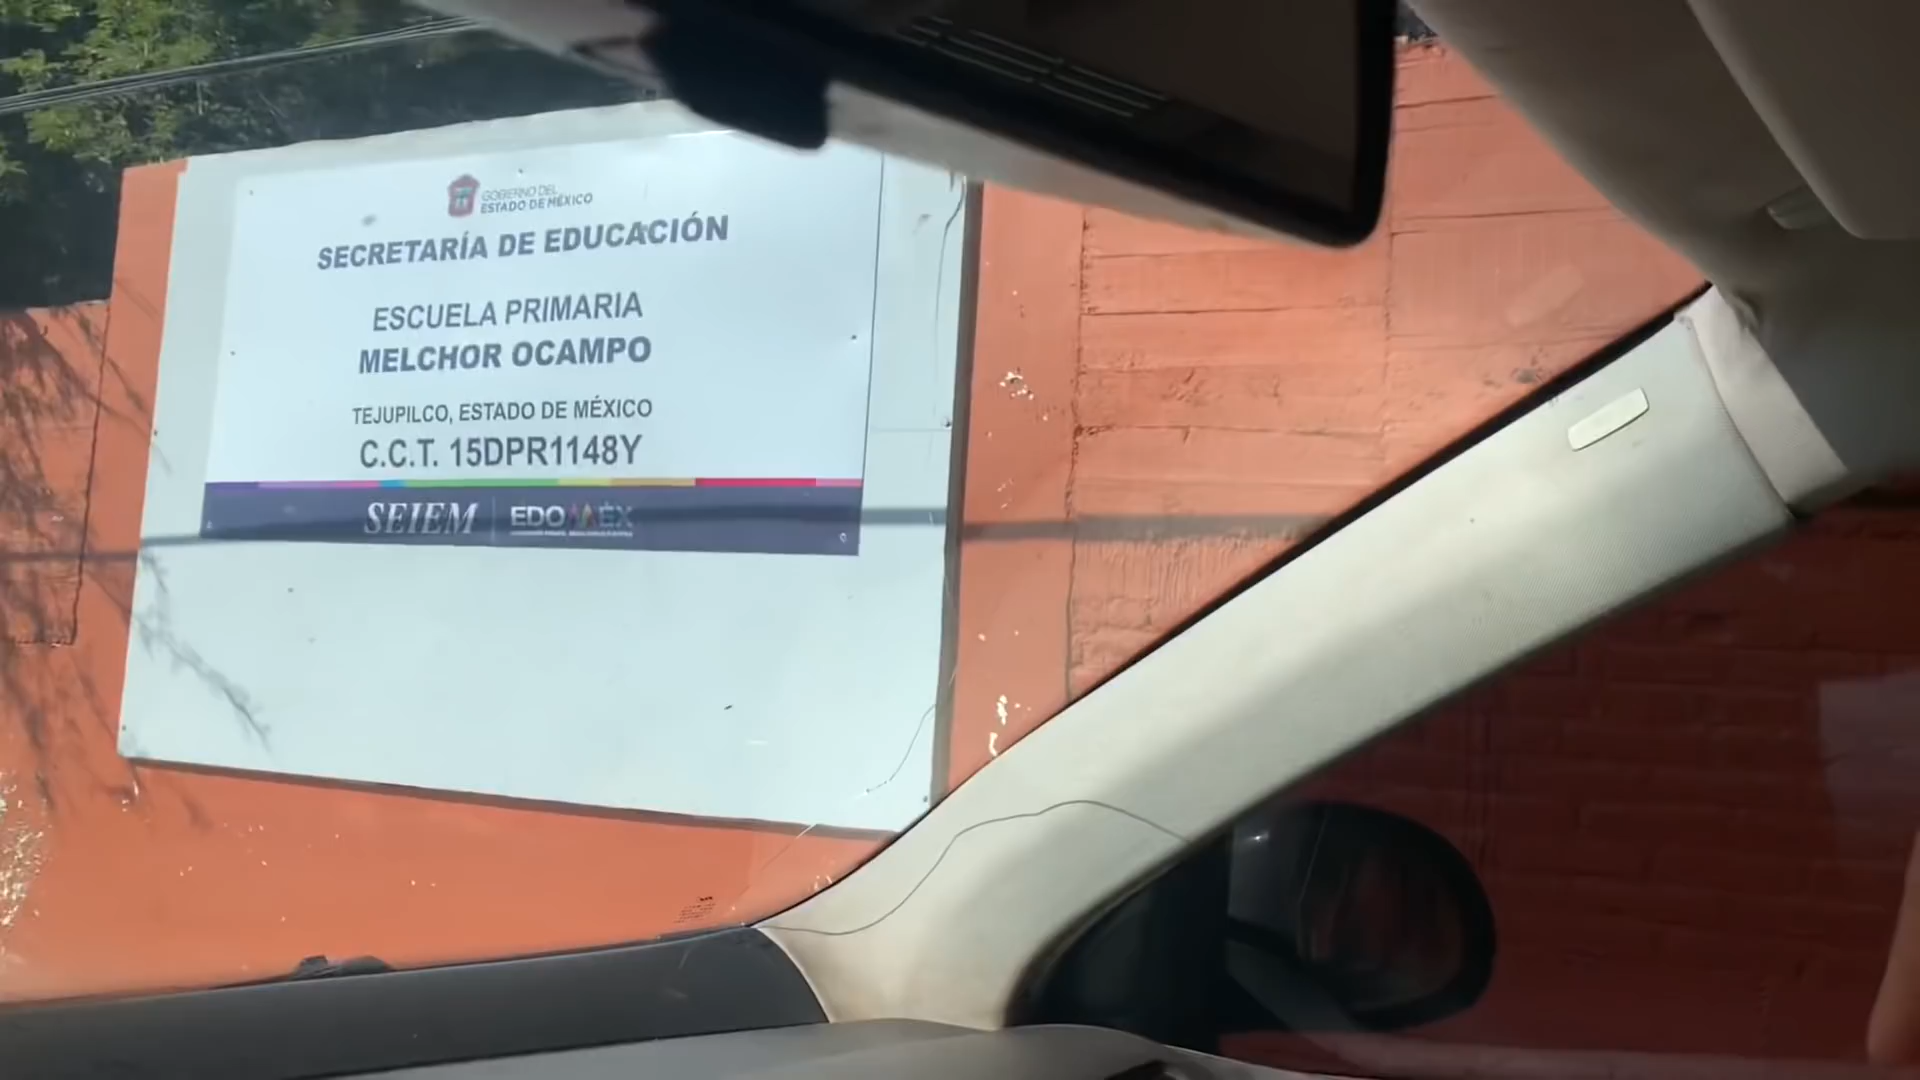 GOBIERNO DEL
ESTADO DE MÉXICO
SECRETARÍA DE EDUCACIÓN
ESCUELA PRIMARIA
MELCHOR OCAMPO
TEJUPILCO, ESTADO DE MÉXICO
C.C.T. 15DPR1148Y
SEIEM EDOMÉX